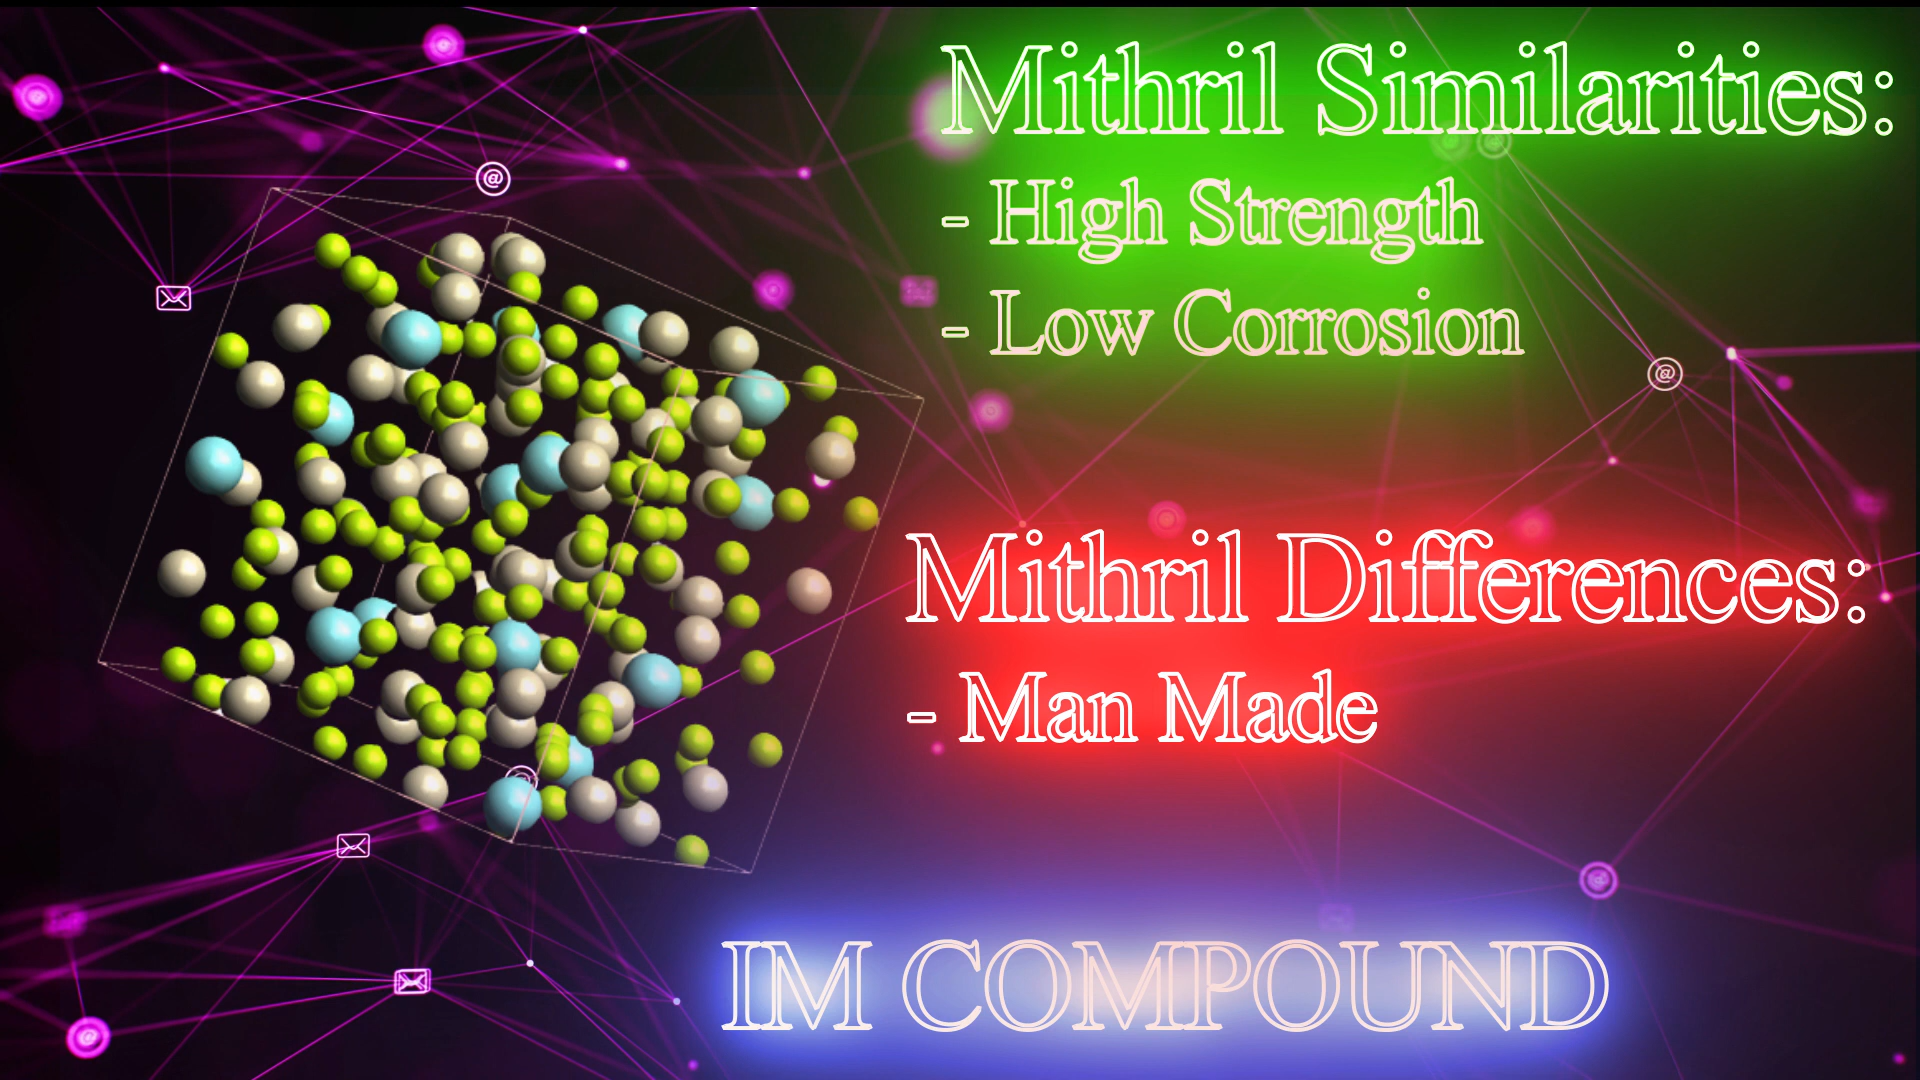 Mithril Similarities:
- High Strength
- Low Corrosion
Mithril Differences:
- Man Made
IM COMPOUND